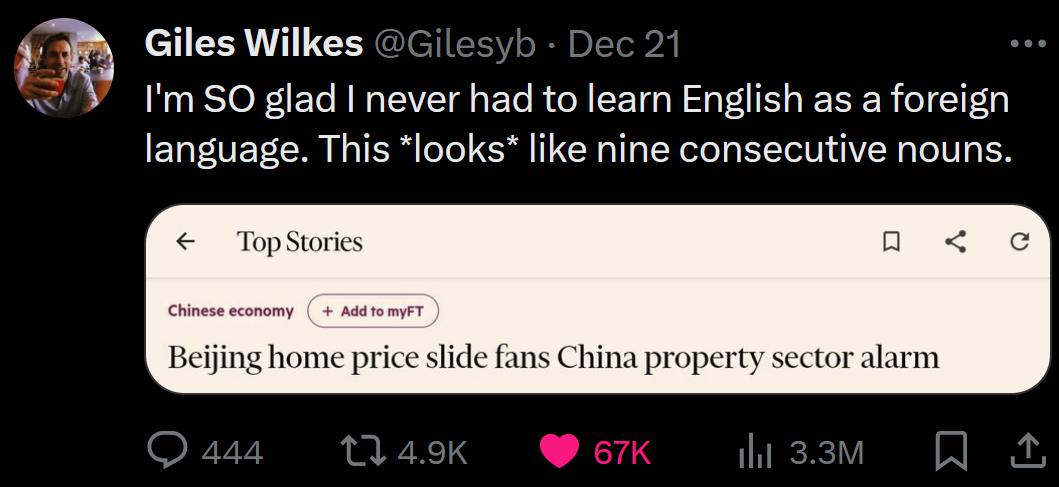 Giles Wilkes @Gilesyb · Dec 21
I'm SO glad I never had to learn English as a foreign
language. This *looks* like nine consecutive nouns.
Top Stories
Chinese economy + Add to myFT
Beijing home price slide fans China property sector alarm
444 4.9K 67K 3.3M